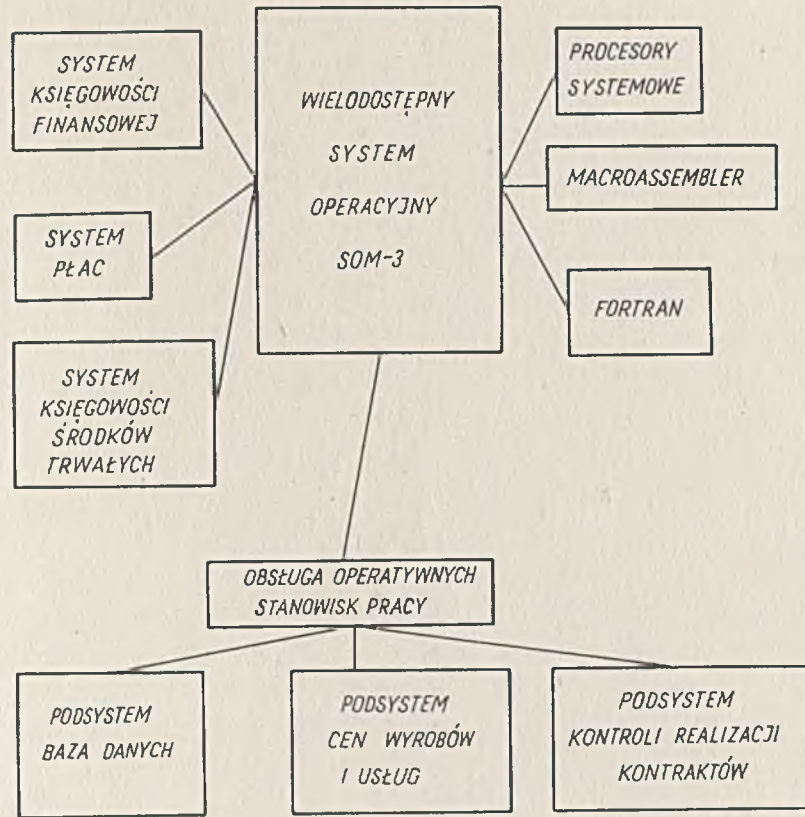 SYSTEM
KSIĘGOWOŚCI
FINANSOWEJ
SYSTEM
PŁAC
SYSTEM
KSIĘGOWOŚCI
ŚRODKÓW
TRWAŁYCH
WIELODOSTĘPNY
SYSTEM
OPERACYJNY
SOM-3
PROCESORY
SYSTEMOWE
MACROASSEMBLER
FORTRAN
OBSŁUGA OPERATYWNYCH
STANOWISK PRACY
PODSYSTEM
BAZA DANYCH
PODSYSTEM
CEN WYROBÓW
I USŁUG
PODSYSTEM
KONTROLI REALIZACJI
KONTRAKTÓW